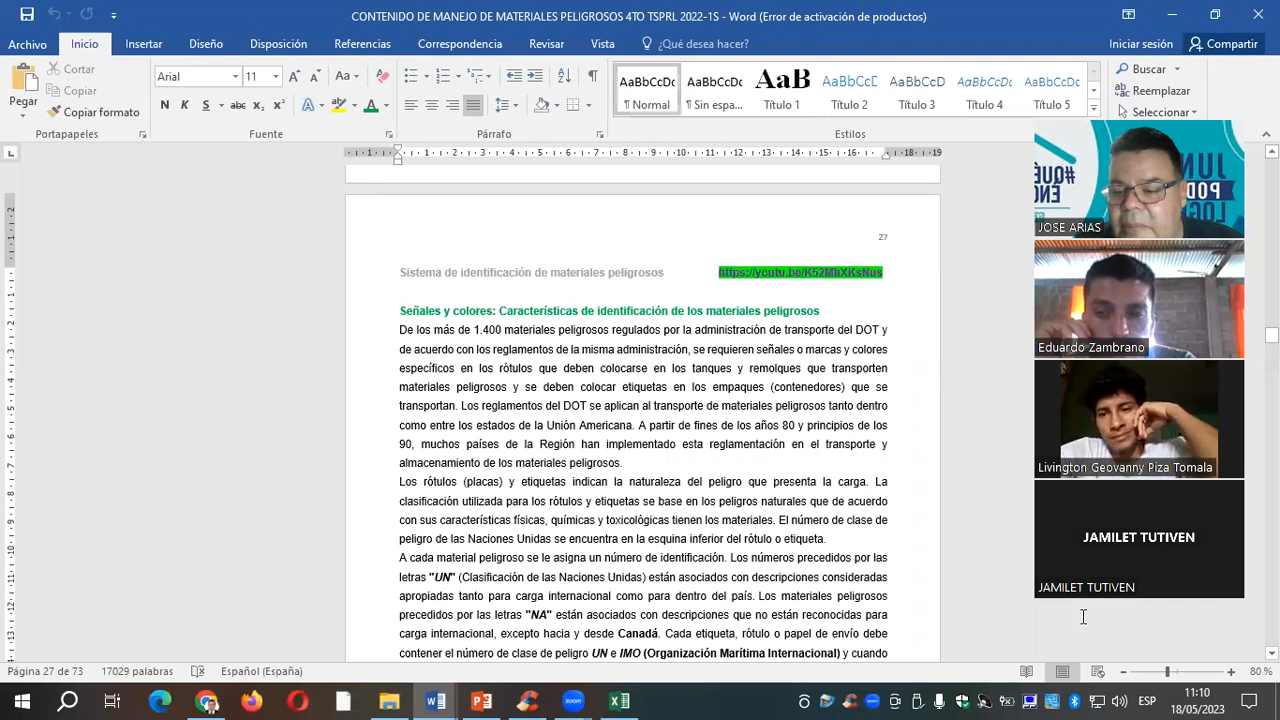 CONTENIDO DE MANEJO DE MATERIALES PELIGROSOS 4TO TSPRL 2022-1S - Word (Error de activación de productos)
Archivo Inicio Insertar Diseño Disposición Referencias Correspondencia Revisar Vista ¿Qué desea hacer? Iniciar sesión Compartir
Pegar
Cortar
Copiar
Copiar formato
Portapapeles
Arial 11
N K S abc x₂ x²
Fuente
Párrafo
AaBbCcDc AaBbCcDc AaB AaBbCcD AaBbCcD AaBbCcD AaBbCcD
¶ Normal ¶ Sin espa... Título 1 Título 2 Título 3 Título 4 Título 5
Estilos
Buscar
Reemplazar
Seleccionar
27
Sistema de identificación de materiales peligrosos https://youtu.be/K52MhXKsNus
Señales y colores: Características de identificación de los materiales peligrosos
De los más de 1.400 materiales peligrosos regulados por la administración de transporte del DOT y
de acuerdo con los reglamentos de la misma administración, se requieren señales o marcas y colores
específicos en los rótulos que deben colocarse en los tanques y remolques que transporten
materiales peligrosos y se deben colocar etiquetas en los empaques (contenedores) que se
transportan. Los reglamentos del DOT se aplican al transporte de materiales peligrosos tanto dentro
como entre los estados de la Unión Americana. A partir de fines de los años 80 y principios de los
90, muchos países de la Región han implementado esta reglamentación en el transporte y
almacenamiento de los materiales peligrosos.
Los rótulos (placas) y etiquetas indican la naturaleza del peligro que presenta la carga. La
clasificación utilizada para los rótulos y etiquetas se base en los peligros naturales que de acuerdo
con sus características físicas, químicas y toxicológicas tienen los materiales. El número de clase de
peligro de las Naciones Unidas se encuentra en la esquina inferior del rótulo o etiqueta.
A cada material peligroso se le asigna un número de identificación. Los números precedidos por las
letras "UN" (Clasificación de las Naciones Unidas) están asociados con descripciones consideradas
apropiadas tanto para carga internacional como para dentro del país. Los materiales peligrosos
precedidos por las letras "NA" están asociados con descripciones que no están reconocidas para
carga internacional, excepto hacia y desde Canadá. Cada etiqueta, rótulo o papel de envío debe
contener el número de clase de peligro UN e IMO (Organización Marítima Internacional) y cuando
JOSE ARIAS
Eduardo Zambrano
Livington Geovanny Piza Tomala
JAMILET TUTIVEN
JAMILET TUTIVEN
Página 27 de 73 17029 palabras Español (España) 80 %
ESP
11:10
18/05/2023